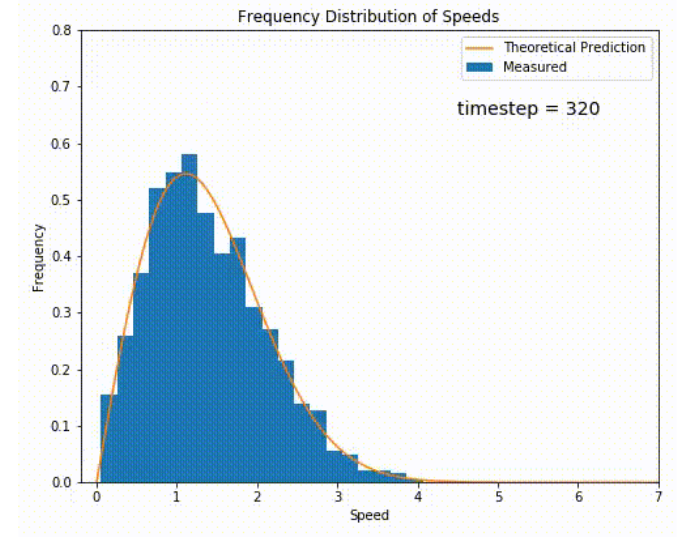 Frequency Distribution of Speeds
Theoretical Prediction
Measured
timestep = 320
Frequency
0.8
0.7
0.6
0.5
0.4
0.3
0.2
0.1
0.0
0 1 2 3 4 5 6 7
Speed